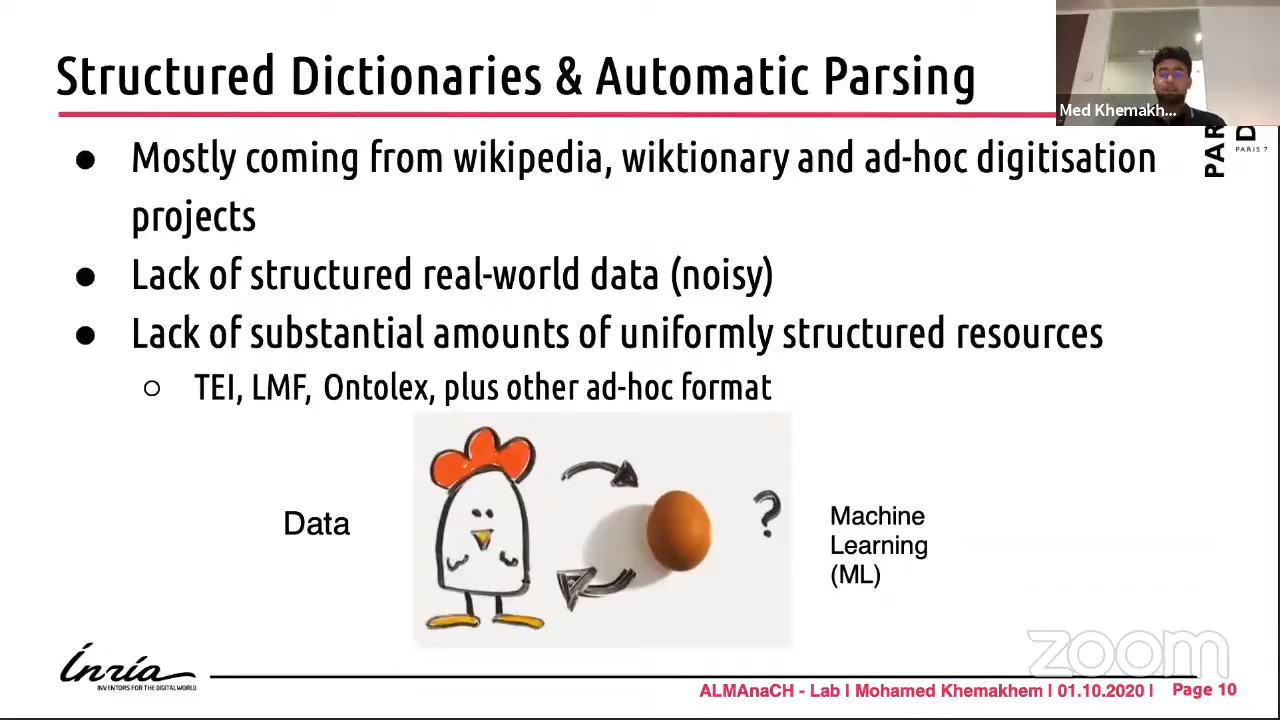 Structured Dictionaries & Automatic Parsing
Med Khemakh...
PAR
D
PARIS 7
● Mostly coming from wikipedia, wiktionary and ad-hoc digitisation
projects
● Lack of structured real-world data (noisy)
● Lack of substantial amounts of uniformly structured resources
○ TEI, LMF, Ontolex, plus other ad-hoc format
?
Data
Machine
Learning
(ML)
zoom
Inría
INVENTORS FOR THE DIGITAL WORLD
ALMAnaCH - Lab | Mohamed Khemakhem | 01.10.2020 | Page 10